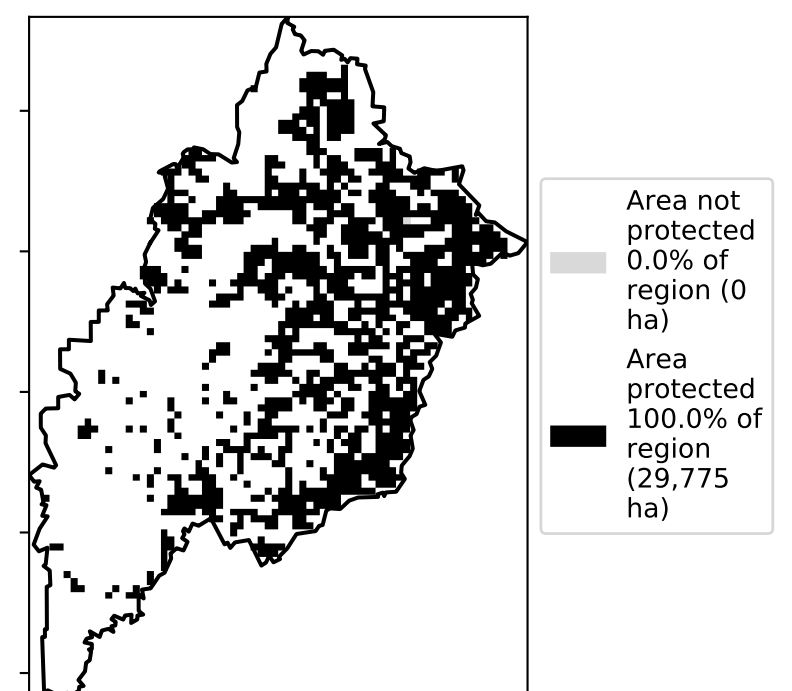 Area not
protected
0.0% of
region (0
ha)
Area
protected
100.0% of
region
(29,775
ha)